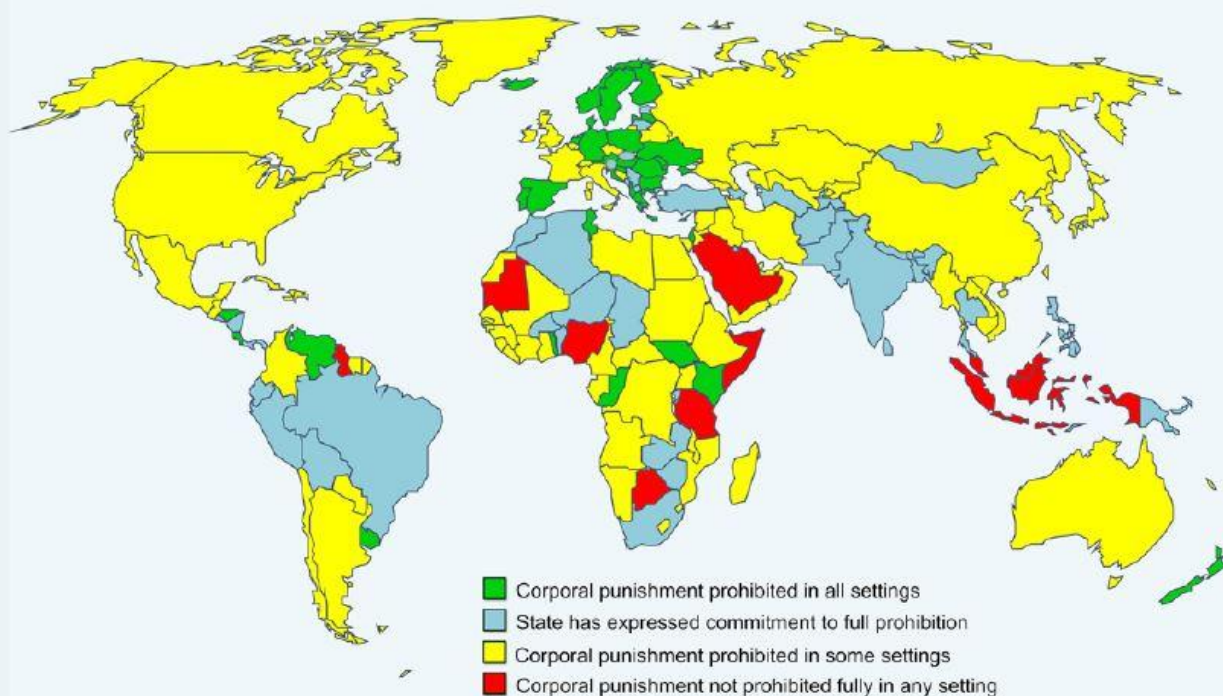 Corporal punishment prohibited in all settings
State has expressed commitment to full prohibition
Corporal punishment prohibited in some settings
Corporal punishment not prohibited fully in any setting